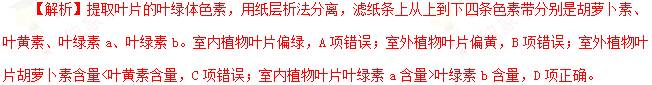 【解析】提取叶片的叶绿体色素，用纸层析法分离，滤纸条上从上到下四条色素带分别是胡萝卜素、
叶黄素、叶绿素 a、叶绿素 b。室内植物叶片偏绿，A 项错误；室外植物叶片偏黄，B 项错误；室外植物叶
片胡萝卜素含量<叶黄素含量，C 项错误；室内植物叶片叶绿素 a 含量>叶绿素 b 含量，D 项正确。